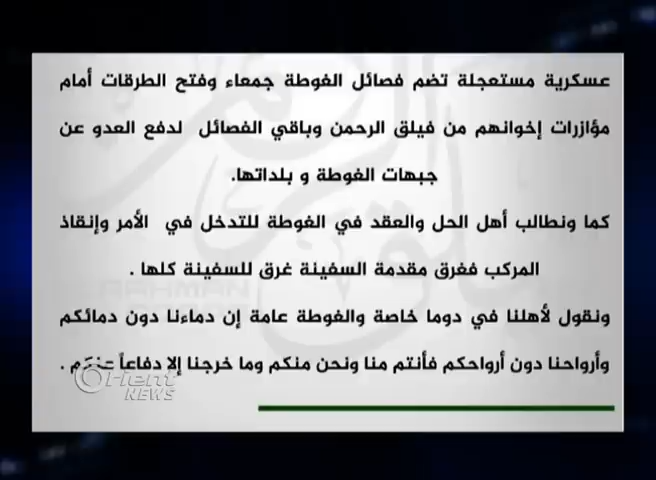 عسكرية مستعجلة تضم فصائل الغوطة جمعاء وفتح الطرقات أمام
مؤازرات إخوانهم من فيلق الرحمن وباقي الفصائل لدفع العدو عن
جبهات الغوطة و بلداتها.
كما ونطالب أهل الحل والعقد في الغوطة للتدخل في الأمر وإنقاذ
المركب فغرق مقدمة السفينة غرق للسفينة كلها .
ونقول لأهلنا في دوما خاصة والغوطة عامة إن دماءنا دون دمائكم
وأرواحنا دون أرواحكم فأنتم منا ونحن منكم وما خرجنا إلا دفاعاً عنكم .
Orient
NEWS